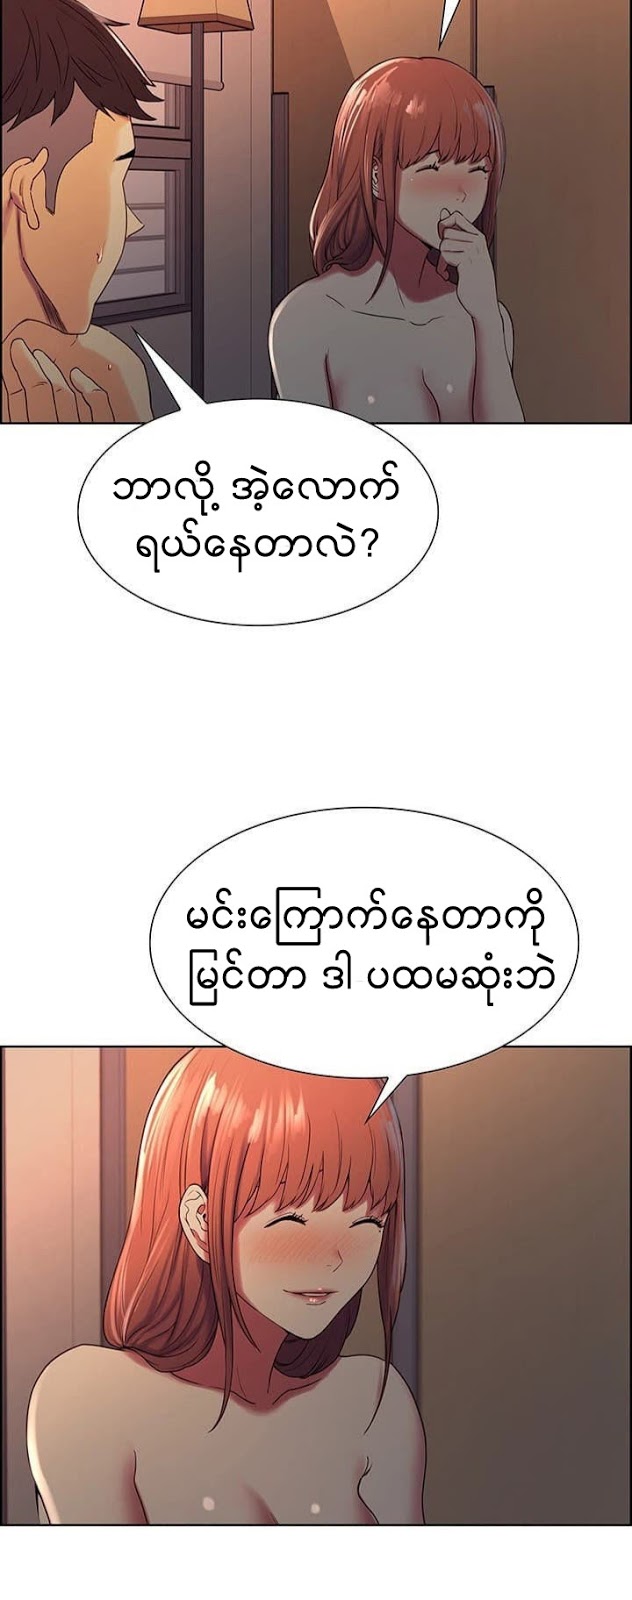 ဘာလို့ အဲ့လောက်
ရယ်နေတာလဲ?
မင်းကြောက်နေတာကို
မြင်တာ ဒါ ပထမဆုံးဘဲ